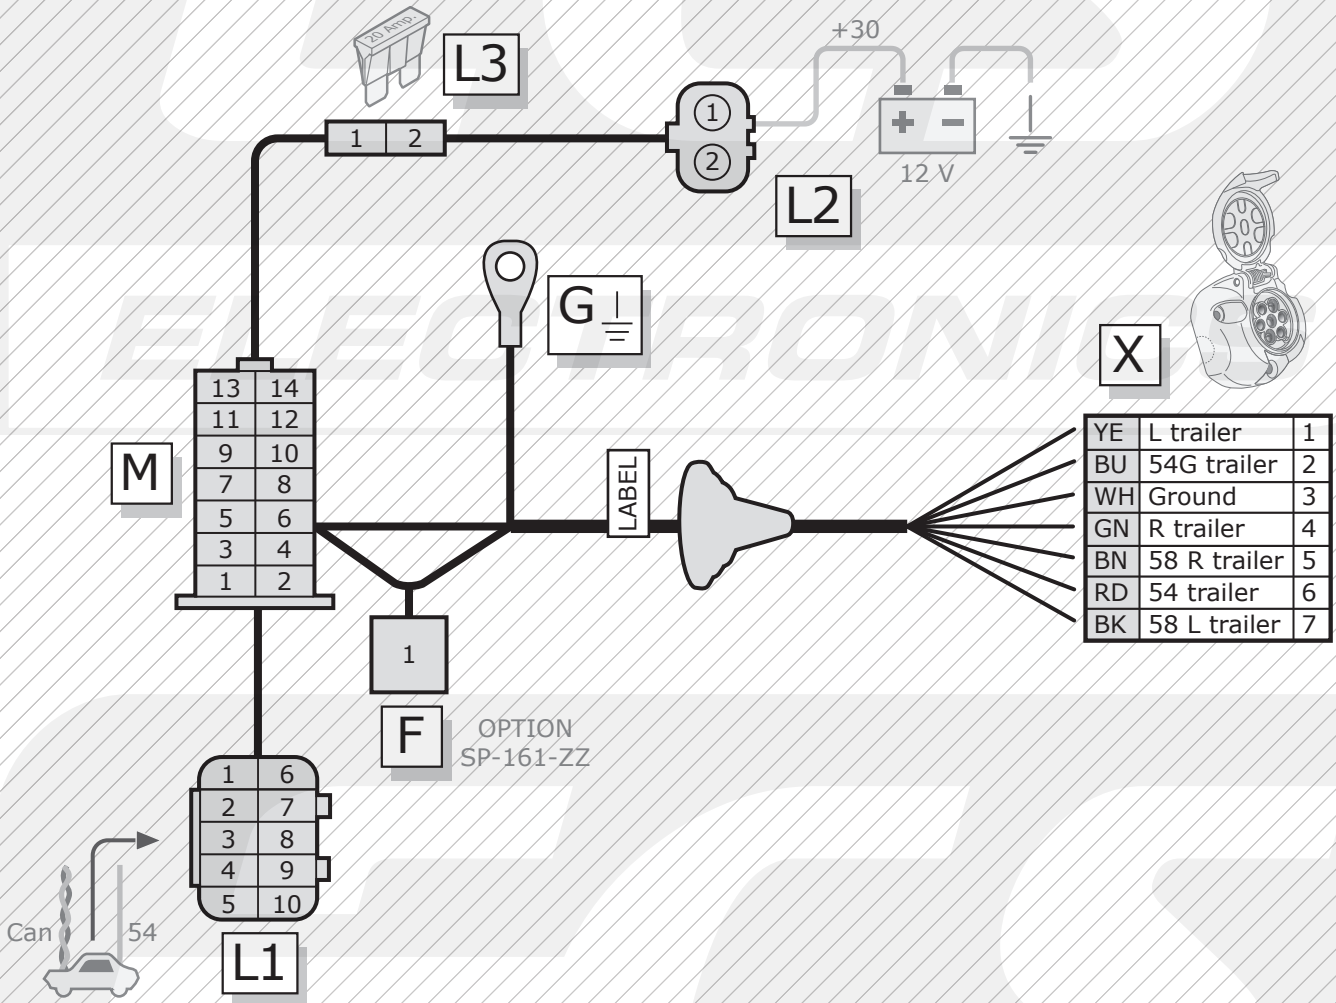 20 Amp.
L3
+30
1 2
1
2
12 V
L2
G
ELECTRONICS
X
13 14
11 12
9 10
7 8
5 6
3 4
1 2
M
LABEL
YE L trailer 1
BU 54G trailer 2
WH Ground 3
GN R trailer 4
BN 58 R trailer 5
RD 54 trailer 6
BK 58 L trailer 7
1
F
OPTION
SP-161-ZZ
1 6
2 7
3 8
4 9
5 10
Can
54
L1